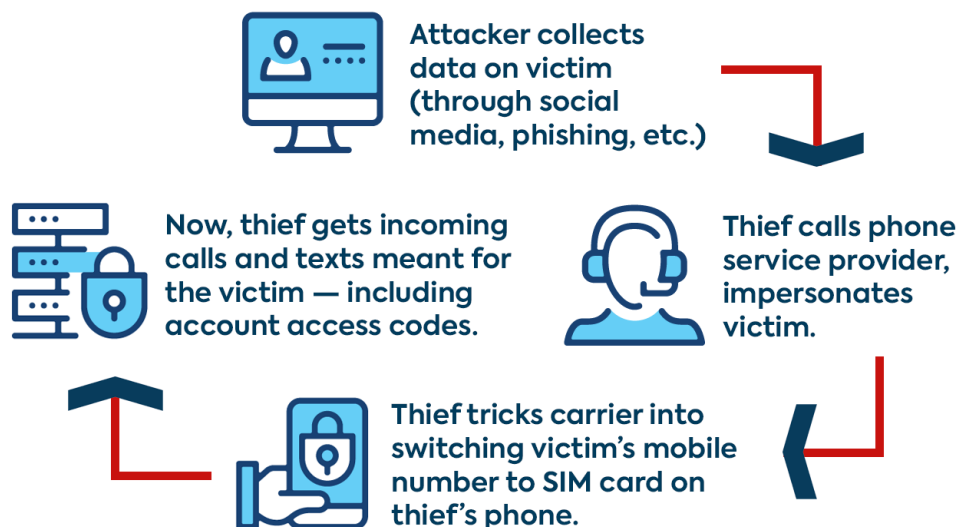 Attacker collects
data on victim
(through social
media, phishing, etc.)
Thief calls phone
service provider,
impersonates
victim.
Thief tricks carrier into
switching victim’s mobile
number to SIM card on
thief’s phone.
Now, thief gets incoming
calls and texts meant for
the victim — including
account access codes.